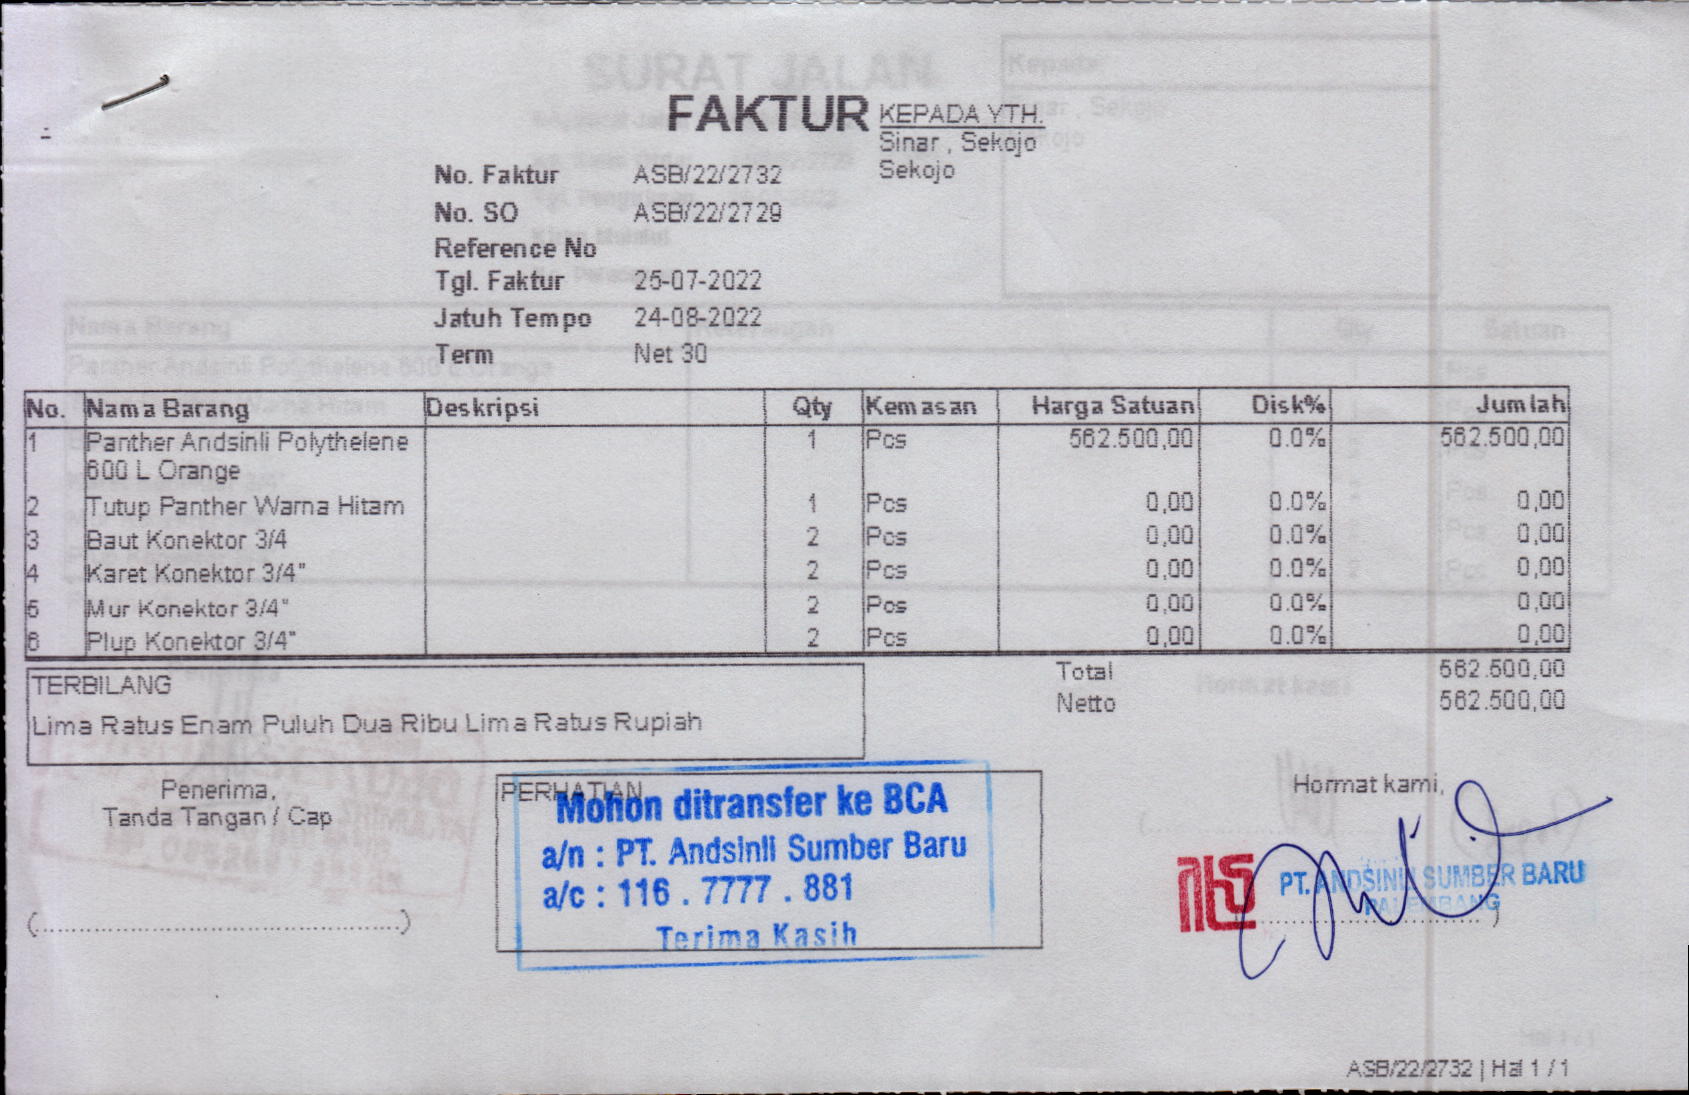 FAKTUR
KEPADA YTH.
Sinar , Sekojo
Sekojo
No. Faktur ASB/22/2732
No. SO ASB/22/2729
Reference No
Tgl. Faktur 25-07-2022
Jatuh Tempo 24-08-2022
Term Net 30
No. Nama Barang Deskripsi Qty Kemasan Harga Satuan Disk% Jumlah
1 Panther Andsinli Polythelene 1 Pcs 562.500,00 0.0% 562.500,00
600 L Orange
2 Tutup Panther Warna Hitam 1 Pcs 0,00 0.0% 0,00
3 Baut Konektor 3/4 2 Pcs 0,00 0.0% 0,00
4 Karet Konektor 3/4" 2 Pcs 0,00 0.0% 0,00
5 Mur Konektor 3/4" 2 Pcs 0,00 0.0% 0,00
6 Plup Konektor 3/4" 2 Pcs 0,00 0.0% 0,00
Total 562.500,00
Netto 562.500,00
TERBILANG
Lima Ratus Enam Puluh Dua Ribu Lima Ratus Rupiah
Penerima,
Tanda Tangan / Cap
(..............................................)
PERHATIAN
Mohon ditransfer ke BCA
a/n : PT. Andsinli Sumber Baru
a/c : 116 . 7777 . 881
Terima Kasih
Hormat kami,
PT. ANDSINLI SUMBER BARU
PALEMBANG
ASB/22/2732 | Hal 1 / 1